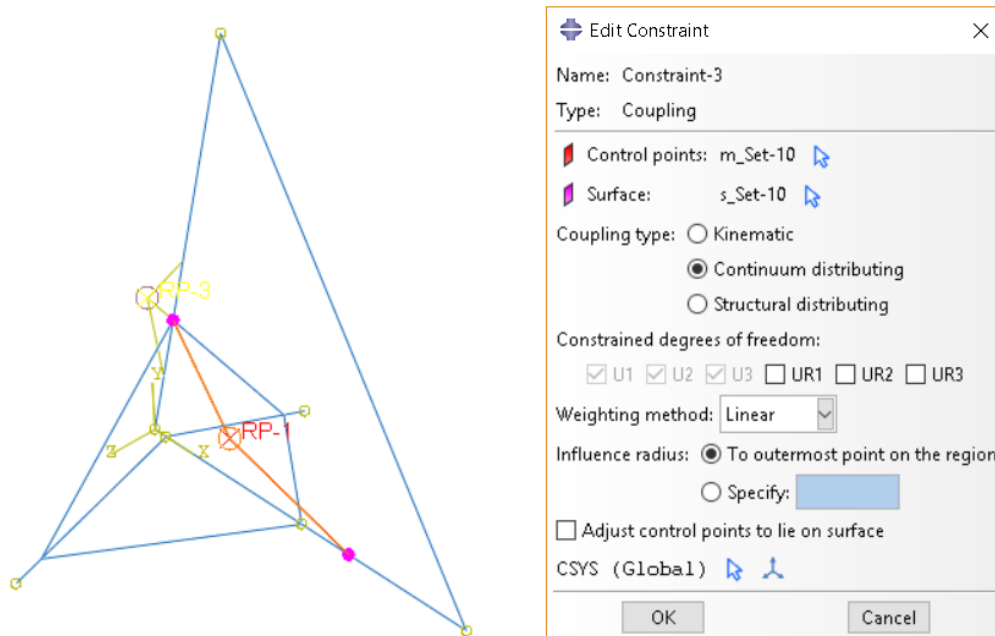 RP-3
Y
RP-1
Z
X
Edit Constraint
Name: Constraint-3
Type: Coupling
Control points: m_Set-10
Surface: s_Set-10
Coupling type: Kinematic
Continuum distributing
Structural distributing
Constrained degrees of freedom:
U1 U2 U3 UR1 UR2 UR3
Weighting method: Linear
Influence radius: To outermost point on the region
Specify:
Adjust control points to lie on surface
CSYS (Global)
OK Cancel